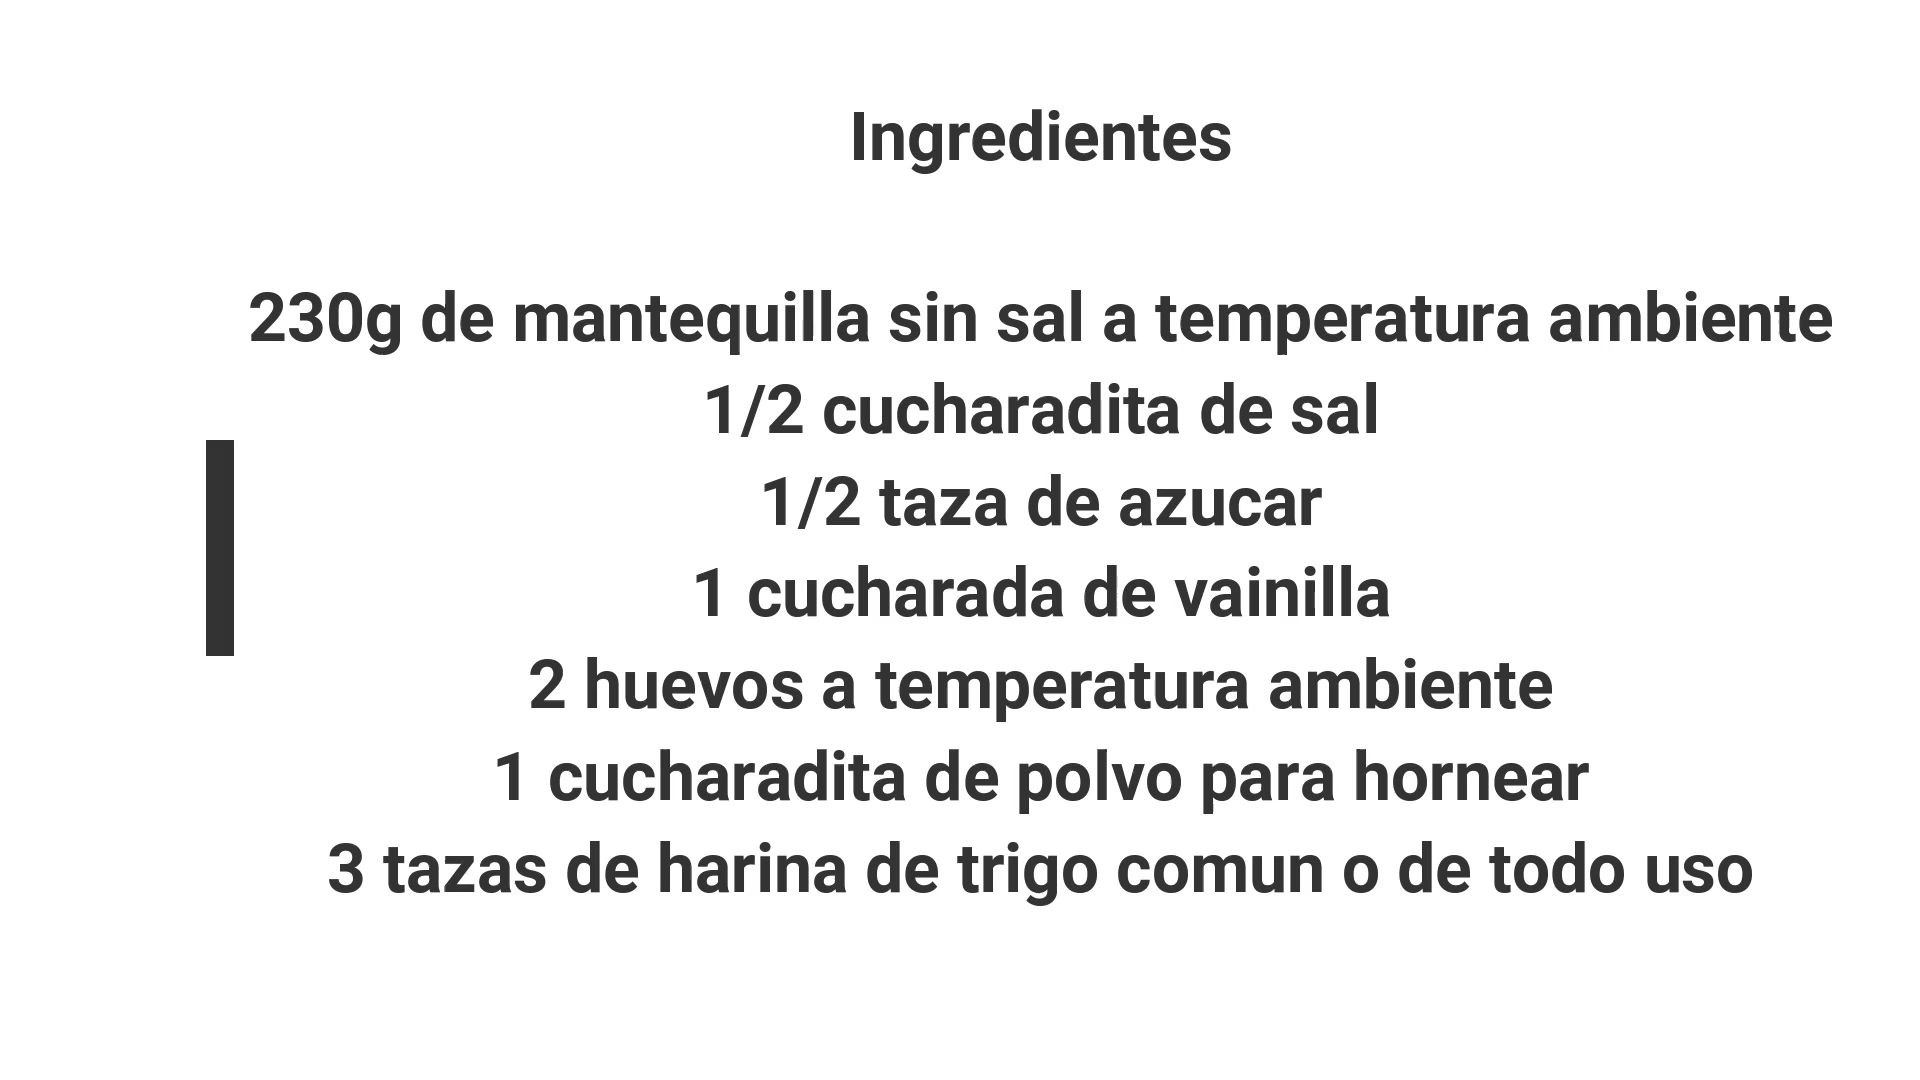 Ingredientes
230g de mantequilla sin sal a temperatura ambiente
1/2 cucharadita de sal
1/2 taza de azucar
1 cucharada de vainilla
2 huevos a temperatura ambiente
1 cucharadita de polvo para hornear
3 tazas de harina de trigo comun o de todo uso